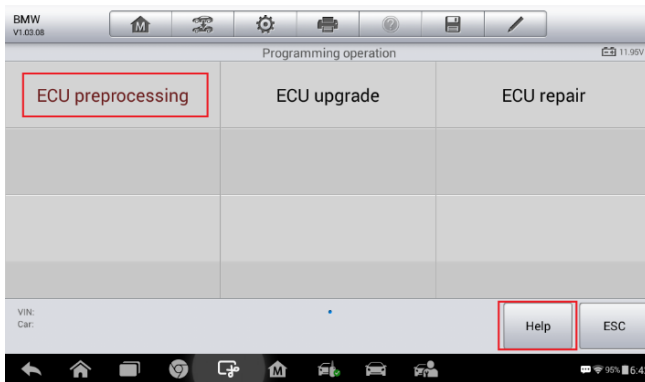 BMW
V1.03.08
Programming operation
11.95V
ECU preprocessing
ECU upgrade
ECU repair
VIN:
Car:
Help
ESC
95%